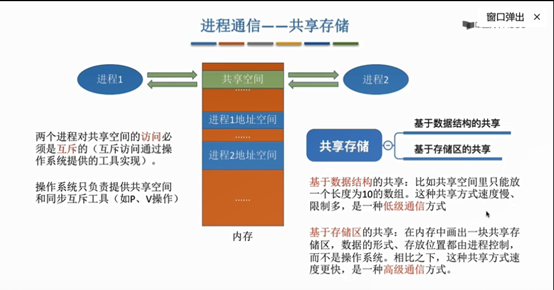 窗口弹出 ×
进程通信——共享存储
进程1
共享空间
进程2
······
进程1地址空间
······
进程2地址空间
······
内存
两个进程对共享空间的访问必
须是互斥的（互斥访问通过操
作系统提供的工具实现）。
操作系统只负责提供共享空间
和同步互斥工具（如P、V操作）
共享存储
基于数据结构的共享
基于存储区的共享
基于数据结构的共享：比如共享空间里只能放
一个长度为10的数组。这种共享方式速度慢、
限制多，是一种低级通信方式
基于存储区的共享：在内存中画出一块共享存
储区，数据的形式、存放位置都由进程控制，
而不是操作系统。相比之下，这种共享方式速
度更快，是一种高级通信方式。